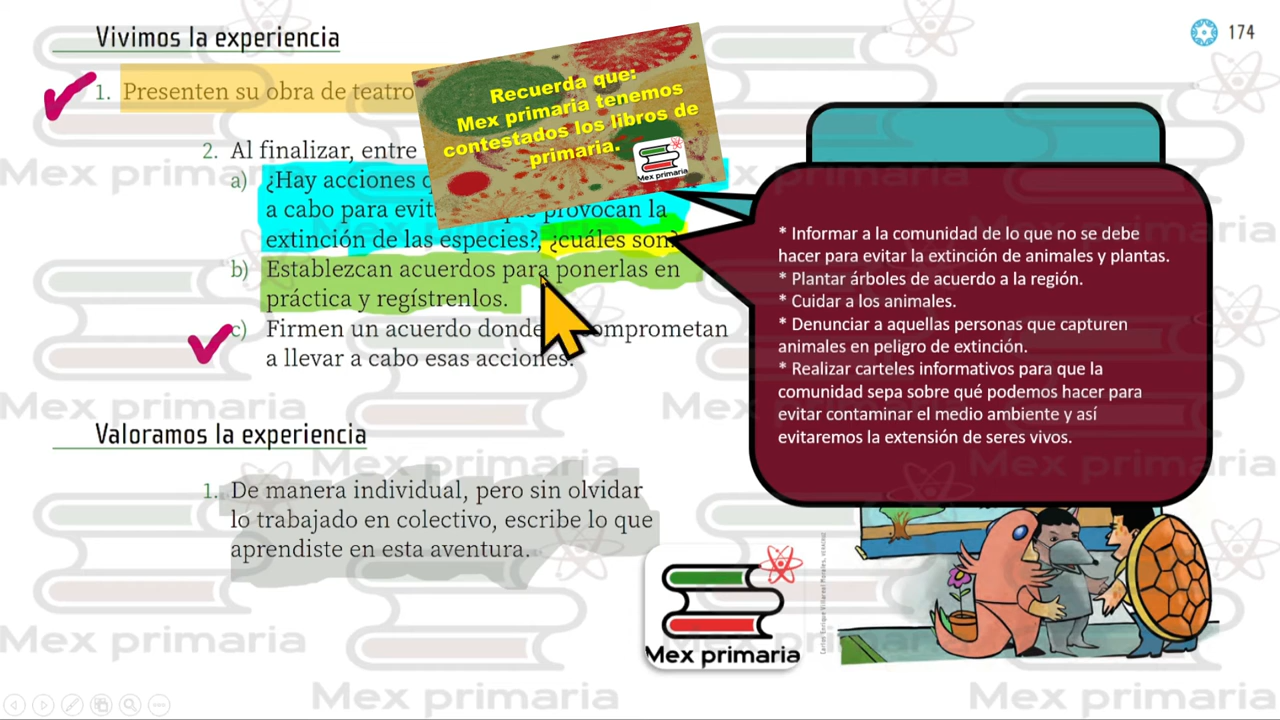 Vivimos la experiencia
174
1. Presenten su obra de teatro
Recuerda que:
Mex primaria tenemos
contestados los libros de
primaria.
Mex primaria
2. Al finalizar, entre
a) ¿Hay acciones
a cabo para provocan la
extinción de las especies?, ¿cuáles son?
b) Establezcan acuerdos para ponerlas en
práctica y regístrenlos.
c) Firmen un acuerdo donde comprometan
a llevar a cabo esas acciones.
* Informar a la comunidad de lo que no se debe
hacer para evitar la extinción de animales y plantas.
* Plantar árboles de acuerdo a la región.
* Cuidar a los animales.
* Denunciar a aquellas personas que capturen
animales en peligro de extinción.
* Realizar carteles informativos para que la
comunidad sepa sobre qué podemos hacer para
evitar contaminar el medio ambiente y así
evitaremos la extensión de seres vivos.
Valoramos la experiencia
1. De manera individual, pero sin olvidar
lo trabajado en colectivo, escribe lo que
aprendiste en esta aventura.
Carlos Enrique Villareal Morales, VERACRUZ
Mex primaria